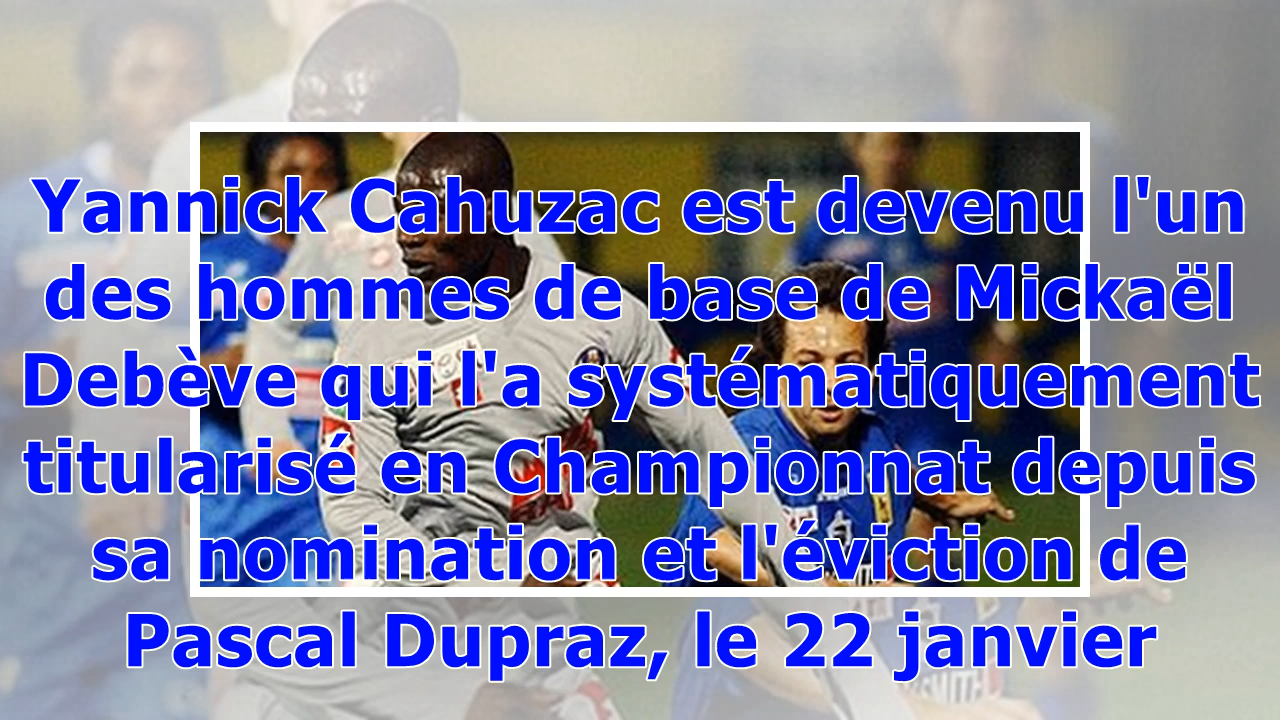 Yannick Cahuzac est devenu l'un
des hommes de base de Mickaël
Debève qui l'a systématiquement
titularisé en Championnat depuis
sa nomination et l'éviction de
Pascal Dupraz, le 22 janvier